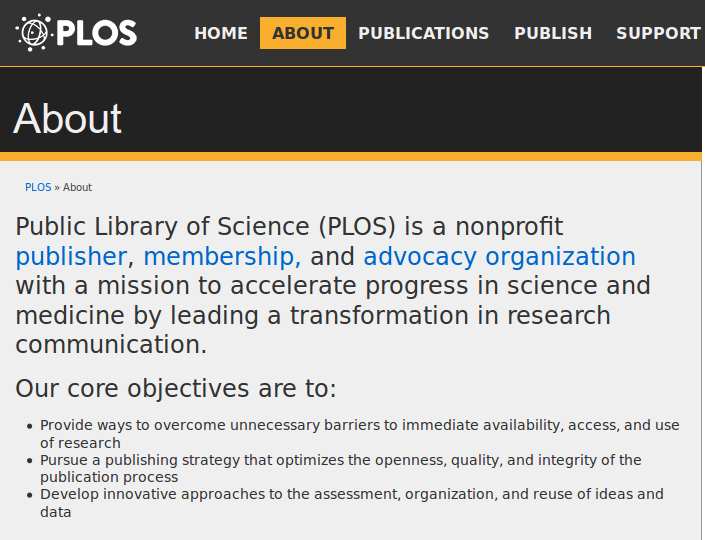 PLOS
HOME ABOUT PUBLICATIONS PUBLISH SUPPORT
About
PLOS » About
Public Library of Science (PLOS) is a nonprofit
publisher, membership, and advocacy organization
with a mission to accelerate progress in science and
medicine by leading a transformation in research
communication.
Our core objectives are to:
• Provide ways to overcome unnecessary barriers to immediate availability, access, and use
of research
• Pursue a publishing strategy that optimizes the openness, quality, and integrity of the
publication process
• Develop innovative approaches to the assessment, organization, and reuse of ideas and
data